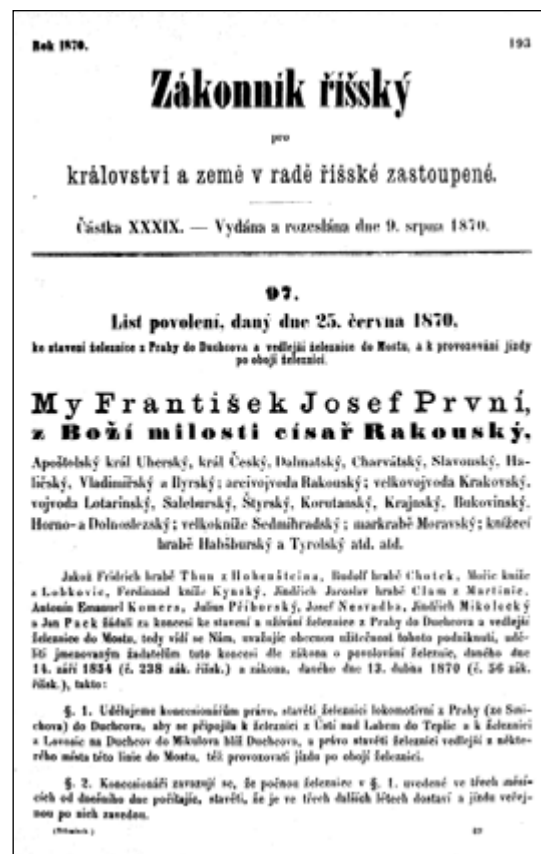 Rok 1870.
193
Zákonník říšský
pro
království a země v radě říšské zastoupené.
Částka XXXIX. — Vydána a rozeslána dne 9. srpna 1870.
97.
List povolení, daný dne 25. června 1870,
ke stavení železnice z Prahy do Duchcova a vedlejší železnice do Mostu, a k provozování jízdy
po obojí železnici.
My František Josef První,
z Boží milosti císař Rakouský,
Apoštolský král Uherský, král Český, Dalmatský, Charvátský, Slavonský, Ha-
ličský, Vladiměřský a Illyrský; arcivojvoda Rakouský; velkovojvoda Krakovský,
vojvoda Lotarinský, Salcburský, Štyrský, Korutanský, Krajnský, Bukovinský,
Horno- a Dolnoslezský; velkokníže Sedmihradský; markrabě Moravský; knížecí
hrabě Habšburský a Tyrolský atd. atd.
Jakož Fridrich hrabě Thun z Hohenšteina, Rudolf hrabě Chotek, Mořic kníže
z Lobkovic, Ferdinand kníže Kynský, Jindřich Jaroslav hrabě Clam z Martinic,
Antonín Emanuel Komers, Julius Příborský, Josef Nesvadba, Jindřich Mikolecký
a Jan Pack žádali za koncesi ke stavení a užívání železnice z Prahy do Duchcova a vedlejší
železnice do Mostu, tedy vidí se Nám, uvažujíc obecnou užitečnost tohoto podniknutí, udě-
liti jmenovaným žadatelům tuto koncesi dle zákona o povolování železnic, daného dne
14. září 1854 (č. 238 zák. říšsk.) a zákona, daného dne 13. dubna 1870 (č. 56 zák.
říšsk.), takto:
§. 1. Udělujeme koncesionářům právo, stavěti železnici lokomotivní z Prahy (ze Smí-
chova) do Duchcova, aby se připojila k železnici z Ústí nad Labem do Teplic a k železnici
z Lovosic na Duchcov do Mikulova blíž Duchcova, a právo stavěti železnici vedlejší z někte-
rého místa této linie do Mostu, též provozovati jízdu po obojí železnici.
§. 2. Koncesionáři zavazují se, že počnou železnice v §. 1. uvedené ve třech měsí-
cích od dnešního dne počítajíc, stavěti, že je ve třech dalších létech dostaví a jízdu veřej-
nou po nich zavedou.